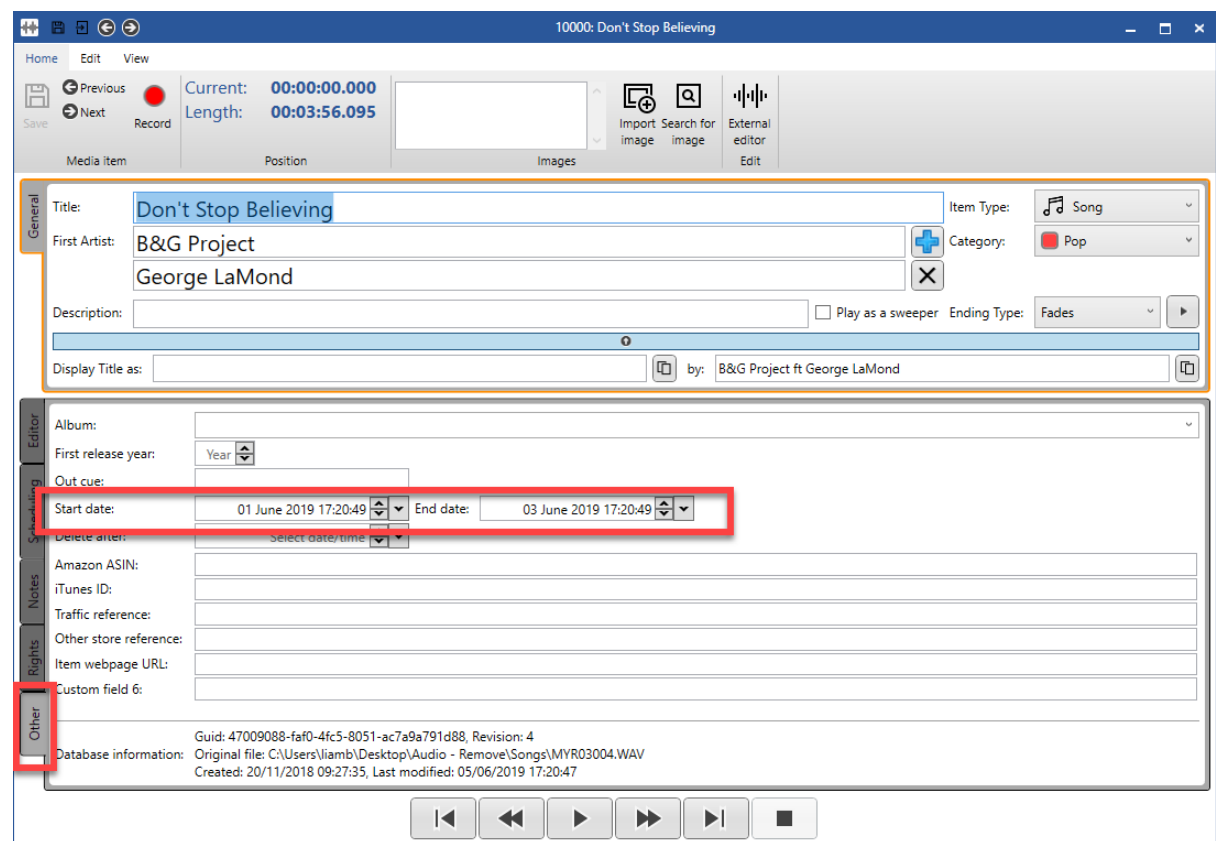 10000: Don't Stop Believing
Home Edit View
Save
Previous
Next
Record
Media item
Current: 00:00:00.000
Length: 00:03:56.095
Position
Images
Import image
Search for image
External editor
Edit
General
Title: Don't Stop Believing Item Type: Song
First Artist: B&G Project Category: Pop
George LaMond
Description: Play as a sweeper Ending Type: Fades
Display Title as: by: B&G Project ft George LaMond
Editor
Scheduling
Notes
Rights
Other
Album:
First release year: Year
Out cue:
Start date: 01 June 2019 17:20:49 End date: 03 June 2019 17:20:49
Delete after: Select date/time
Amazon ASIN:
iTunes ID:
Traffic reference:
Other store reference:
Item webpage URL:
Custom field 6:
Database information:
Guid: 47009088-faf0-4fc5-8051-ac7a9a791d88, Revision: 4
Original file: C:\Users\liamb\Desktop\Audio - Remove\Songs\MYR03004.WAV
Created: 20/11/2018 09:27:35, Last modified: 05/06/2019 17:20:47